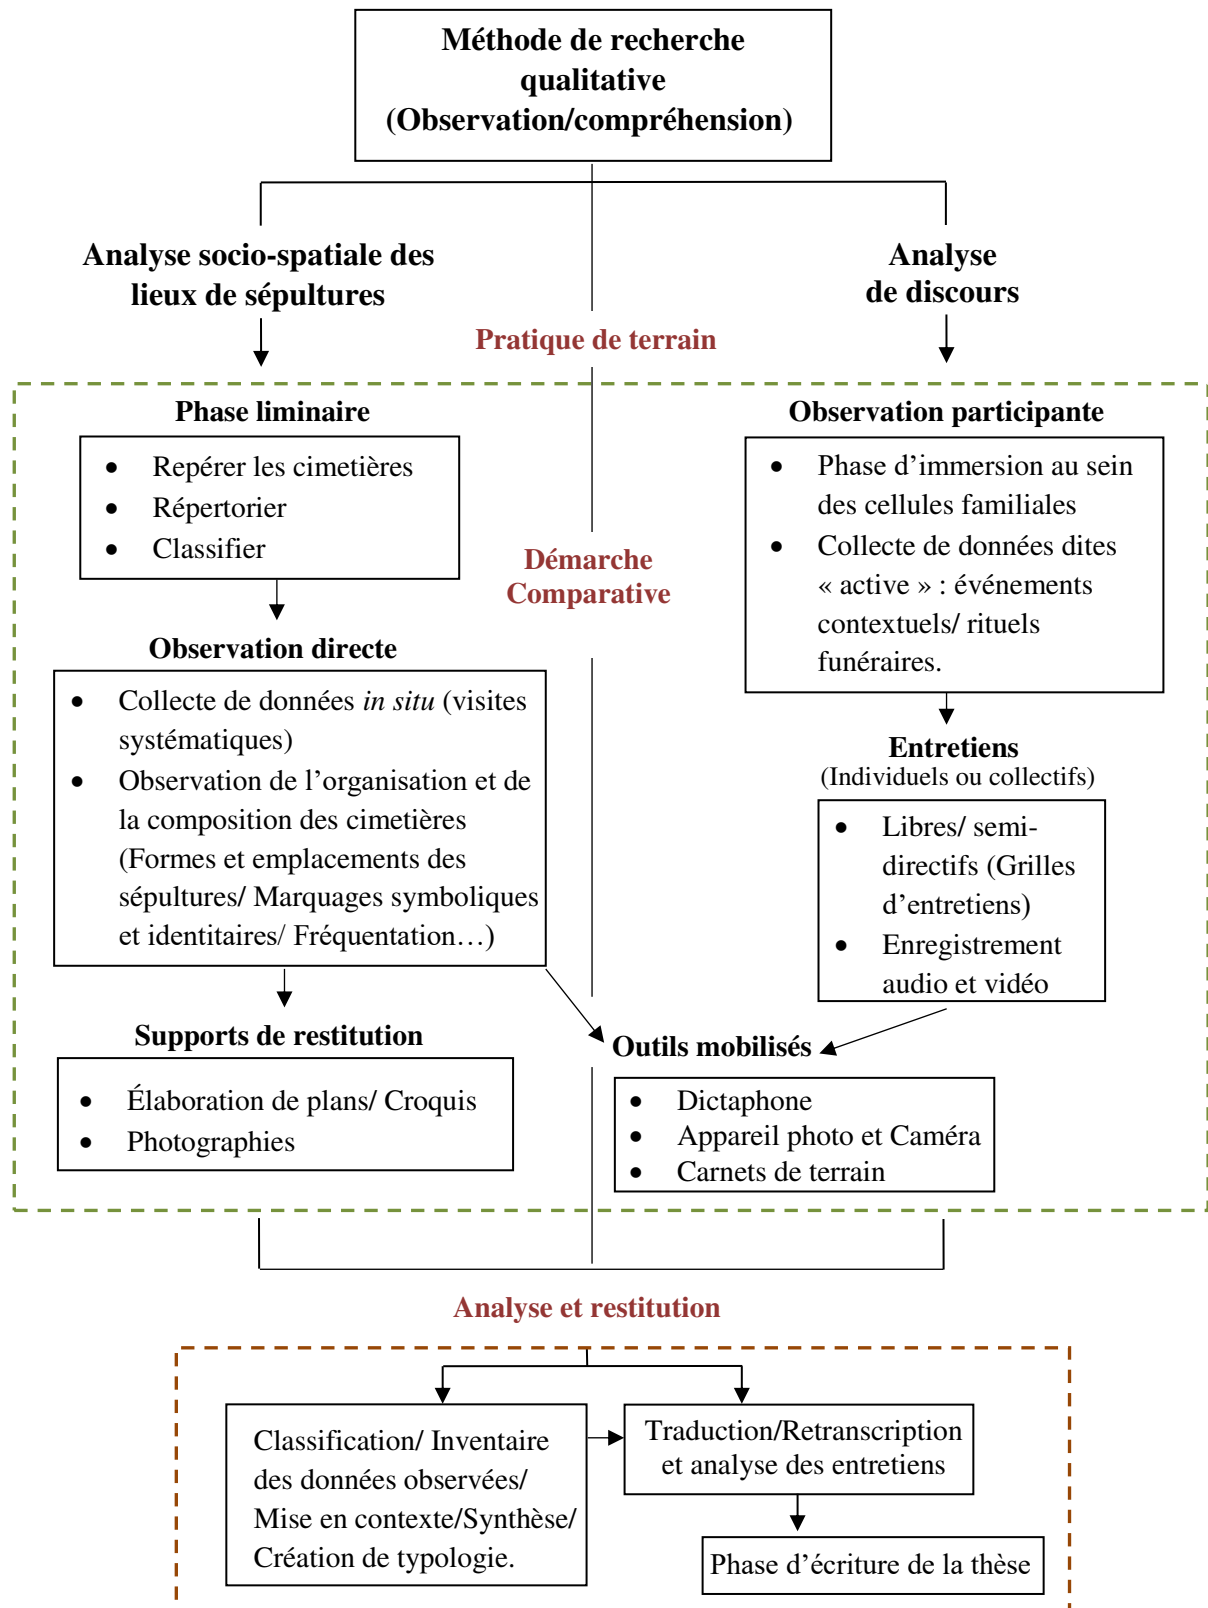 Méthode de recherche
qualitative
(Observation/compréhension)
Analyse socio-spatiale des
lieux de sépultures
Analyse
de discours
Pratique de terrain
Phase liminaire
• Repérer les cimetières
• Répertorier
• Classifier
Observation participante
• Phase d’immersion au sein
des cellules familiales
• Collecte de données dites
« active » : événements
contextuels/ rituels
funéraires.
Démarche
Comparative
Observation directe
• Collecte de données in situ (visites
systématiques)
• Observation de l’organisation et de
la composition des cimetières
(Formes et emplacements des
sépultures/ Marquages symboliques
et identitaires/ Fréquentation…)
Entretiens
(Individuels ou collectifs)
• Libres/ semi-
directifs (Grilles
d’entretiens)
• Enregistrement
audio et vidéo
Supports de restitution
• Élaboration de plans/ Croquis
• Photographies
Outils mobilisés
• Dictaphone
• Appareil photo et Caméra
• Carnets de terrain
Analyse et restitution
Classification/ Inventaire
des données observées/
Mise en contexte/Synthèse/
Création de typologie.
Traduction/Retranscription
et analyse des entretiens
Phase d’écriture de la thèse